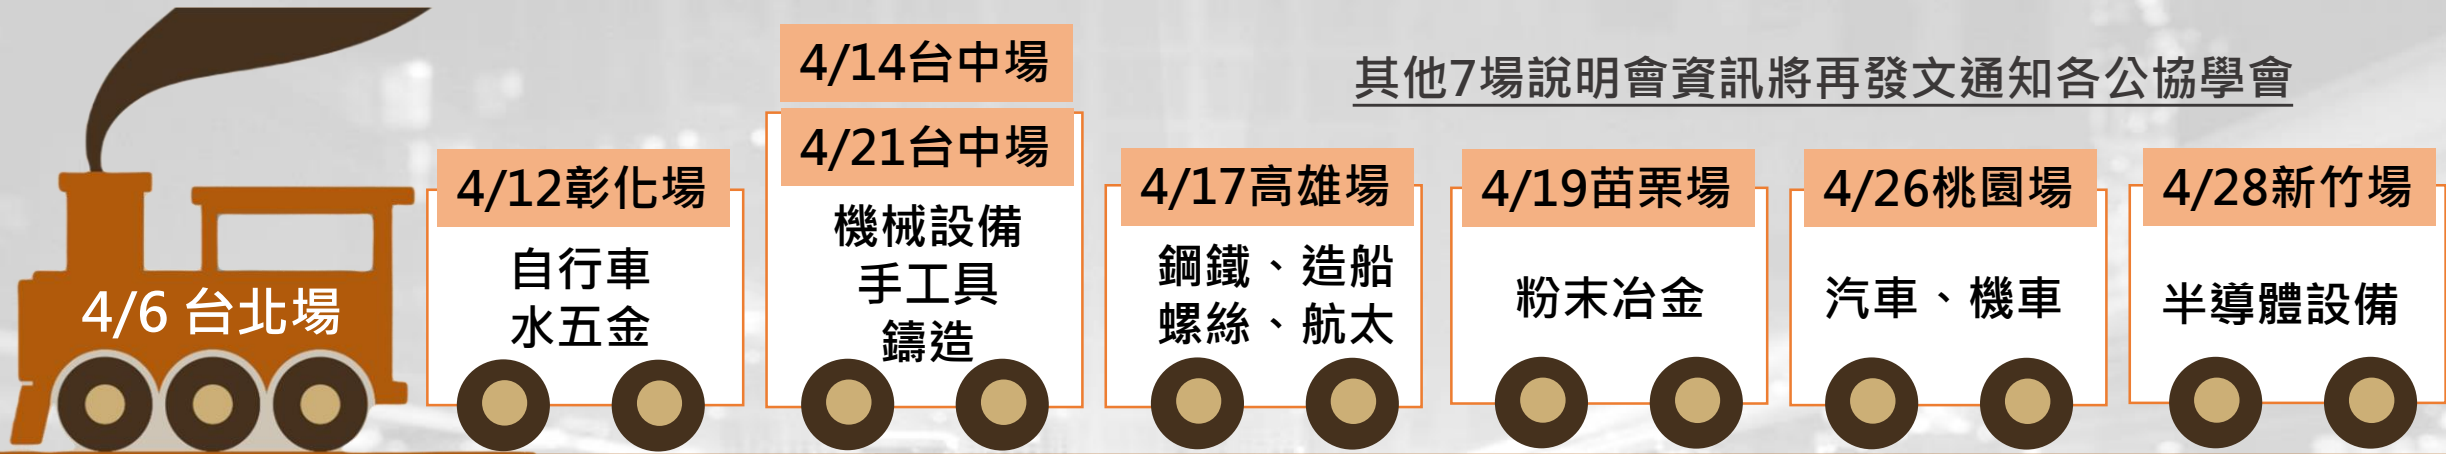 其他7場說明會資訊將再發文通知各公協學會
4/6 台北場
4/12彰化場
自行車
水五金
4/14台中場
4/21台中場
機械設備
手工具
鑄造
4/17高雄場
鋼鐵、造船
螺絲、航太
4/19苗栗場
粉末冶金
4/26桃園場
汽車、機車
4/28新竹場
半導體設備